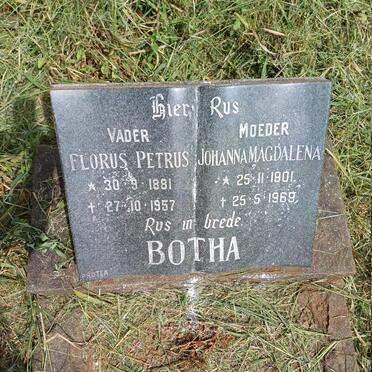 Hier Rus
VADER
FLORUS PETRUS
* 30·9·1881
† 27·10·1957
MOEDER
JOHANNA MAGDALENA
* 25·11·1901
† 25·5·1969
Rus in brede
BOTHA